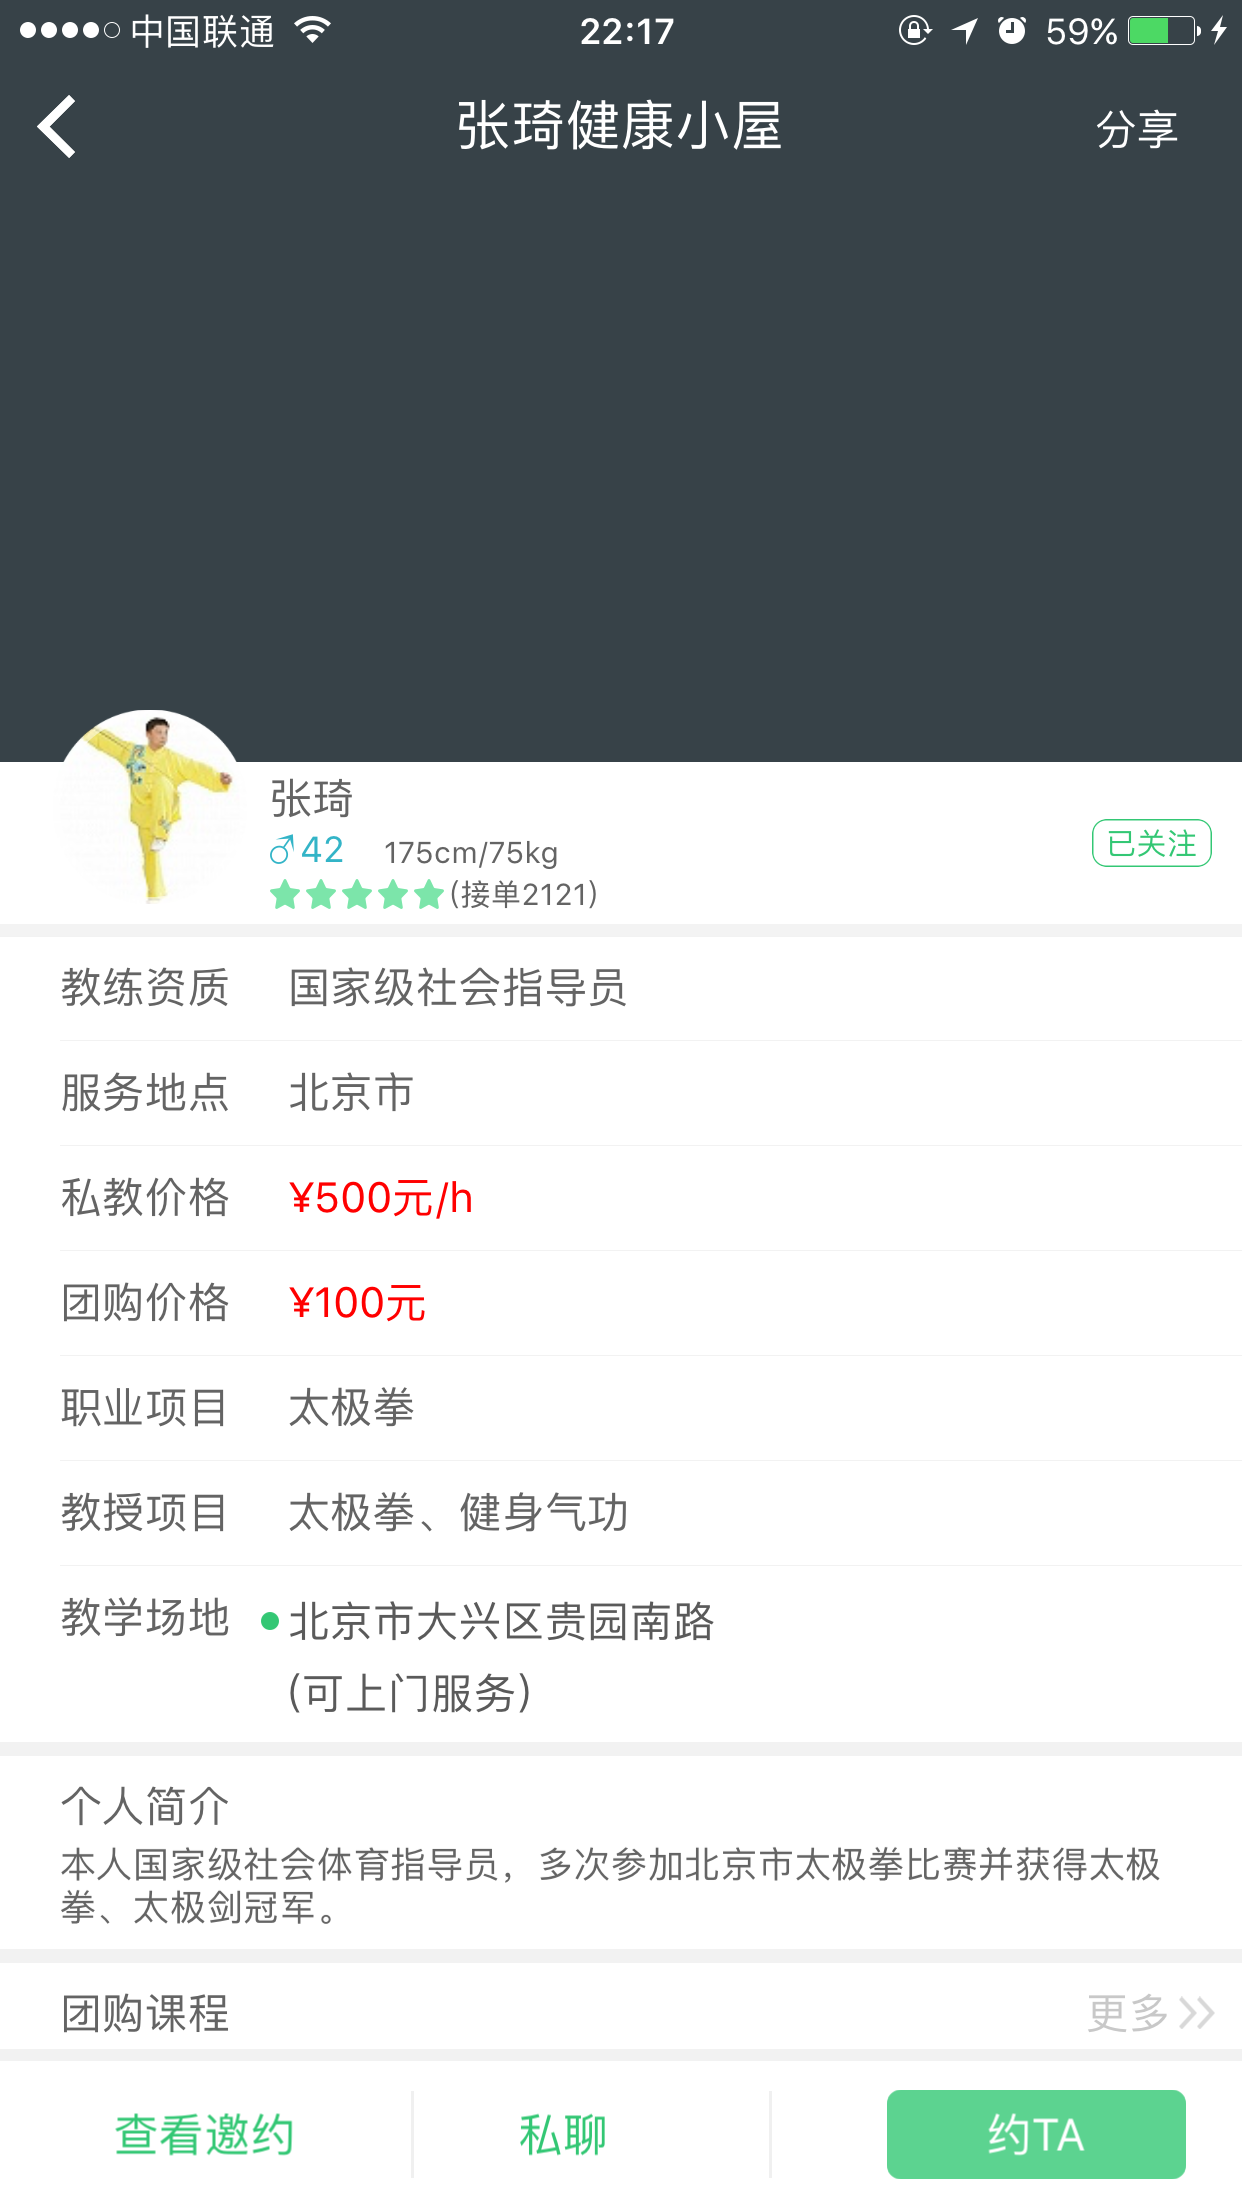 中国联通 22:17 59%
张琦健康小屋 分享
张琦
♂42 175cm/75kg
(接单2121)
已关注
教练资质 国家级社会指导员
服务地点 北京市
私教价格 ¥500元/h
团购价格 ¥100元
职业项目 太极拳
教授项目 太极拳、健身气功
教学场地 北京市大兴区贵园南路
(可上门服务)
个人简介
本人国家级社会体育指导员，多次参加北京市太极拳比赛并获得太极
拳、太极剑冠军。
团购课程 更多
查看邀约 私聊 约TA